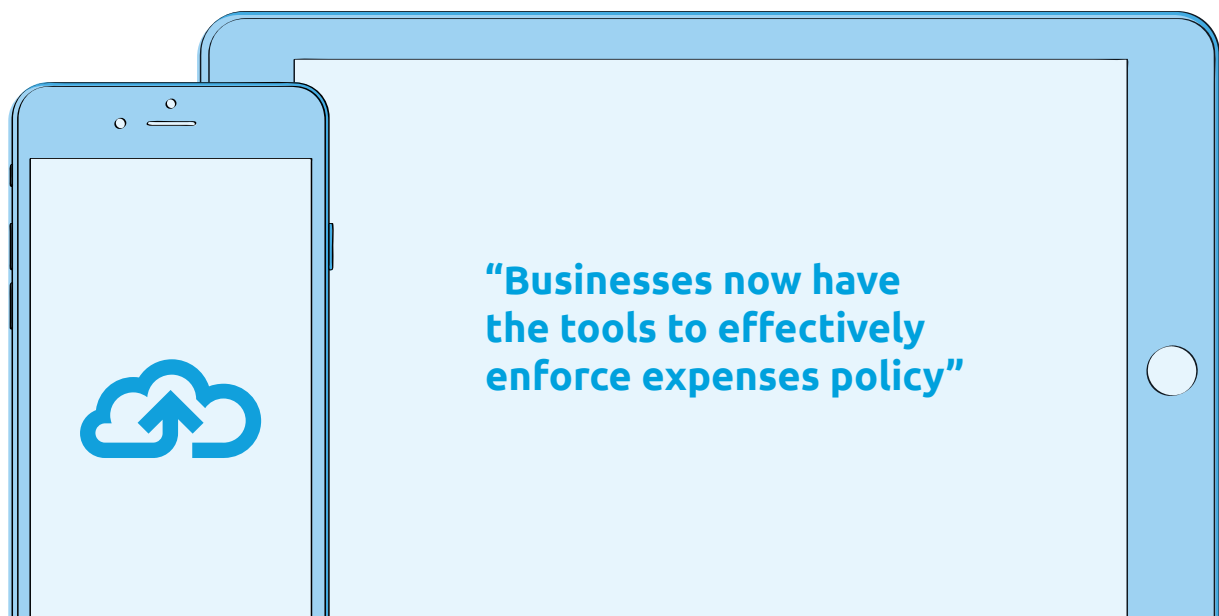 “Businesses now have
the tools to effectively
enforce expenses policy”